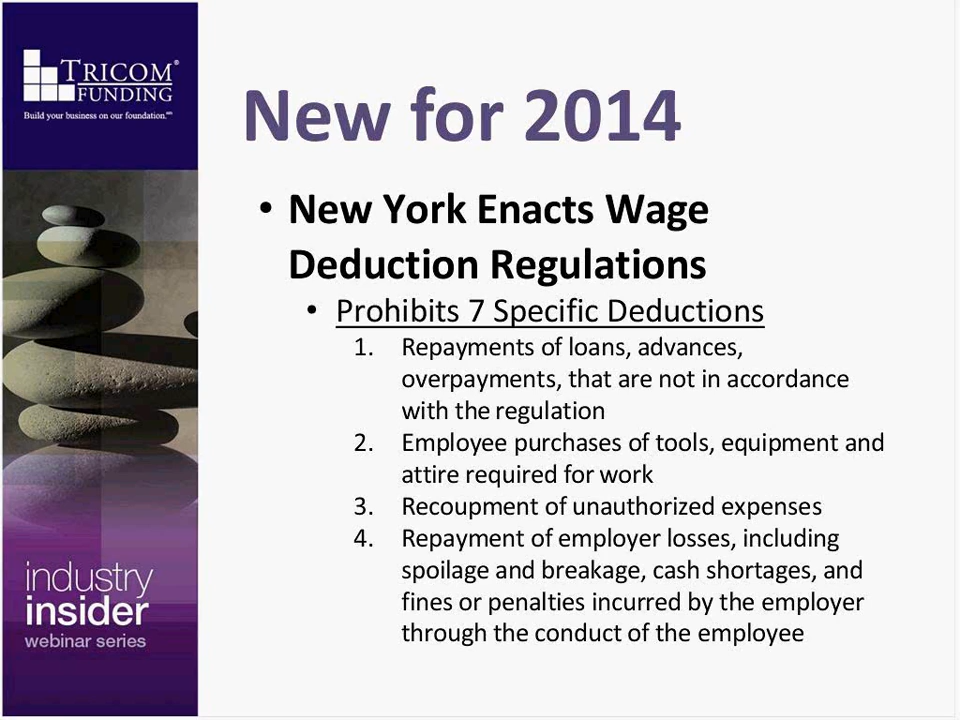 TRICOM®
FUNDING
Build your business on our foundation.℠
New for 2014
• New York Enacts Wage
Deduction Regulations
• Prohibits 7 Specific Deductions
1. Repayments of loans, advances,
overpayments, that are not in accordance
with the regulation
2. Employee purchases of tools, equipment and
attire required for work
3. Recoupment of unauthorized expenses
4. Repayment of employer losses, including
spoilage and breakage, cash shortages, and
fines or penalties incurred by the employer
through the conduct of the employee
industry
insider
webinar series